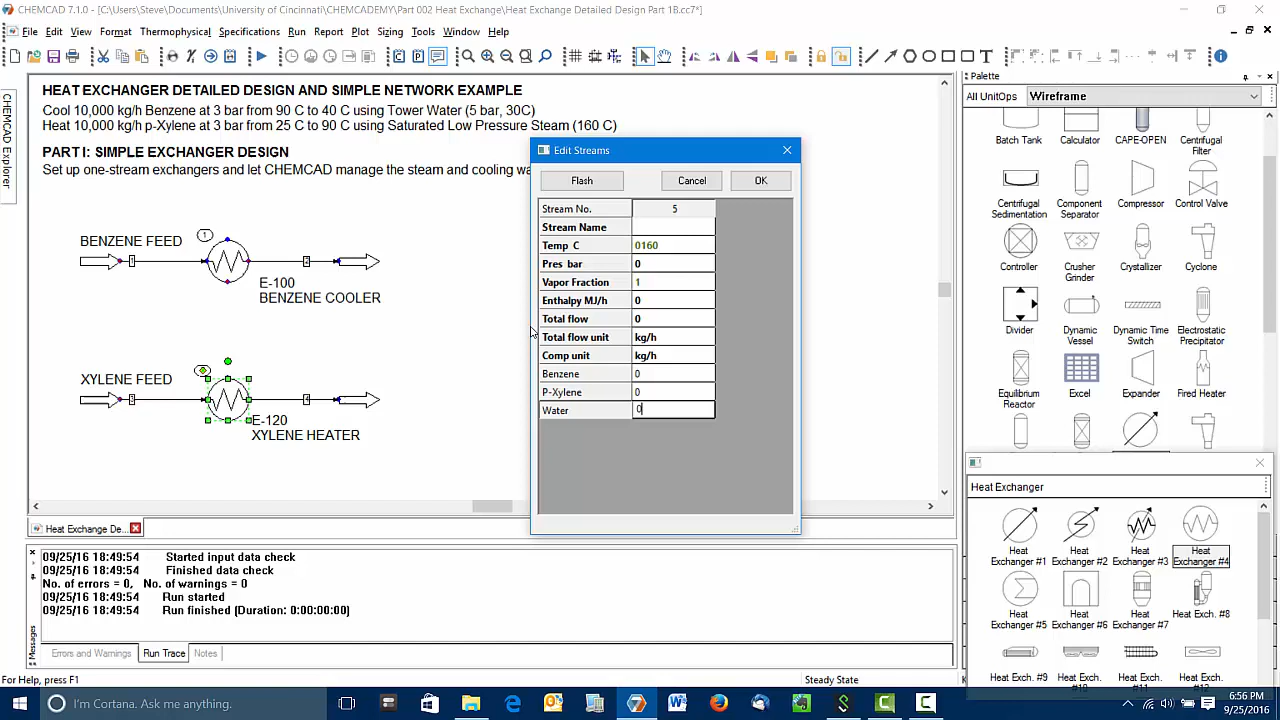 CHEMCAD 7.1.0 - [C:\Users\Steve\Documents\University of Cincinnati\CHEMCADEMY\Part 002 Heat Exchange\Heat Exchange Detailed Design Part 1B.cc7*]
File Edit View Format Thermophysical Specifications Run Report Plot Sizing Tools Window Help
CHEMCAD Explorer
HEAT EXCHANGER DETAILED DESIGN AND SIMPLE NETWORK EXAMPLE
Cool 10,000 kg/h Benzene at 3 bar from 90 C to 40 C using Tower Water (5 bar, 30C)
Heat 10,000 kg/h p-Xylene at 3 bar from 25 C to 90 C using Saturated Low Pressure Steam (160 C)
PART I: SIMPLE EXCHANGER DESIGN
Set up one-stream exchangers and let CHEMCAD manage the steam and cooling wa
BENZENE FEED
1
1
2
E-100
BENZENE COOLER
XYLENE FEED
3
4
E-120
XYLENE HEATER
Edit Streams
Flash Cancel OK
Stream No. 5
Stream Name
Temp C 0160
Pres bar 0
Vapor Fraction 1
Enthalpy MJ/h 0
Total flow 0
Total flow unit kg/h
Comp unit kg/h
Benzene 0
P-Xylene 0
Water 0
Palette
All UnitOps Wireframe
Batch Tank Calculator CAPE-OPEN Centrifugal Filter
Centrifugal Sedimentation Component Separator Compressor Control Valve
Controller Crusher Grinder Crystallizer Cyclone
Divider Dynamic Vessel Dynamic Time Switch Electrostatic Precipitator
Equilibrium Reactor Excel Expander Fired Heater
Heat Exchanger
Heat Exchanger #1 Heat Exchanger #2 Heat Exchanger #3 Heat Exchanger #4
Heat Exchanger #5 Heat Exchanger #6 Heat Exchanger #7 Heat Exch. #8
Heat Exch. #9 Heat Exch. Heat Exch. Heat Exch.
Heat Exchange De...
09/25/16 18:49:54 Started input data check
09/25/16 18:49:54 Finished data check
No. of errors = 0, No. of warnings = 0
09/25/16 18:49:54 Run started
09/25/16 18:49:54 Run finished (Duration: 0:00:00:00)
Messages
Errors and Warnings Run Trace Notes
For Help, press F1
Steady State
I'm Cortana. Ask me anything.
6:56 PM
9/25/2016